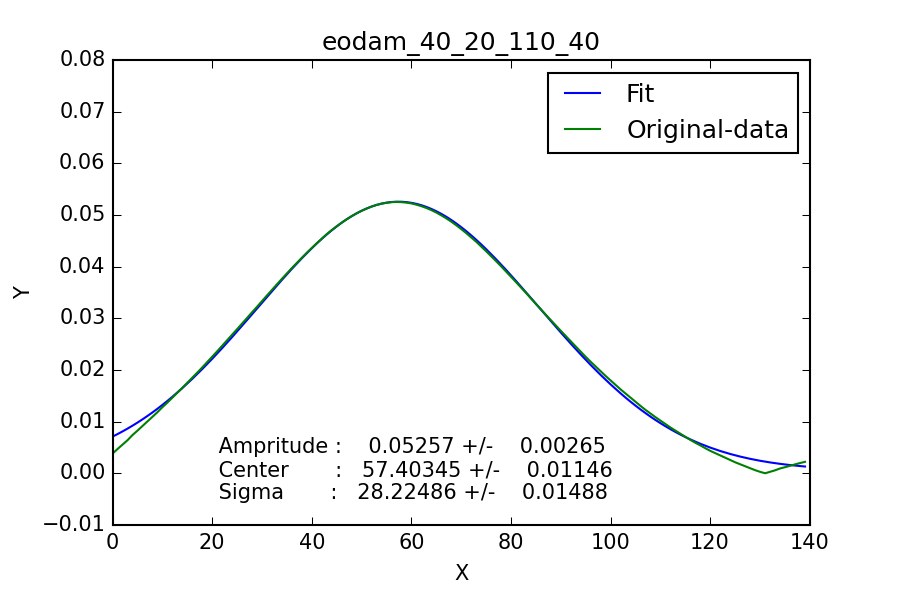 eodam_40_20_110_40
0.08
0.07
0.06
0.05
0.04
0.03
0.02
0.01
0.00
−0.01
Y
Fit
Original-data
Ampritude : 0.05257 +/- 0.00265
Center : 57.40345 +/- 0.01146
Sigma : 28.22486 +/- 0.01488
0 20 40 60 80 100 120 140
X